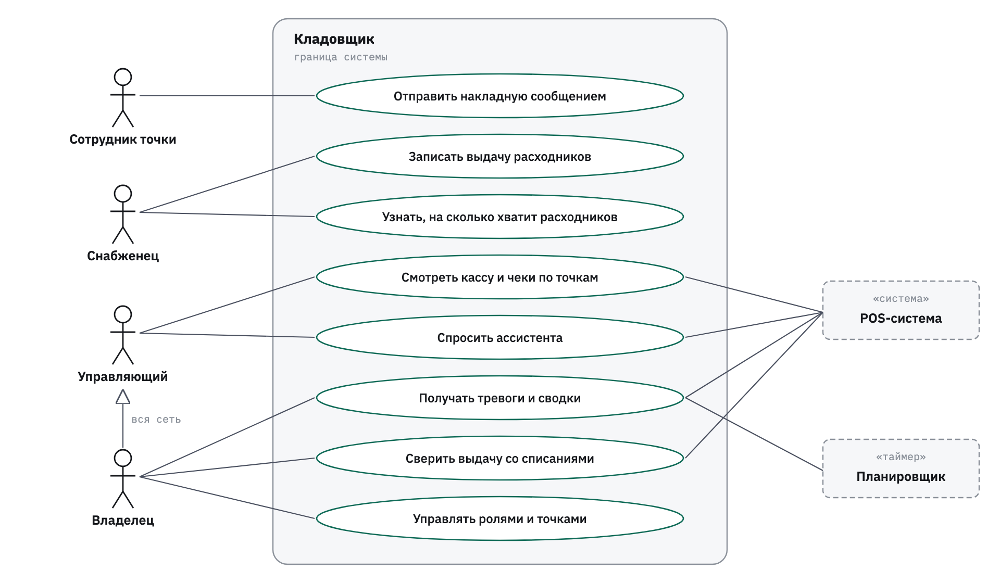 Кладовщик
граница системы
Отправить накладную сообщением
Сотрудник точки
Записать выдачу расходников
Узнать, на сколько хватит расходников
Снабженец
Смотреть кассу и чеки по точкам
«система»
POS-система
Спросить ассистента
Управляющий
Получать тревоги и сводки
вся сеть
Сверить выдачу со списаниями
«таймер»
Планировщик
Владелец
Управлять ролями и точками